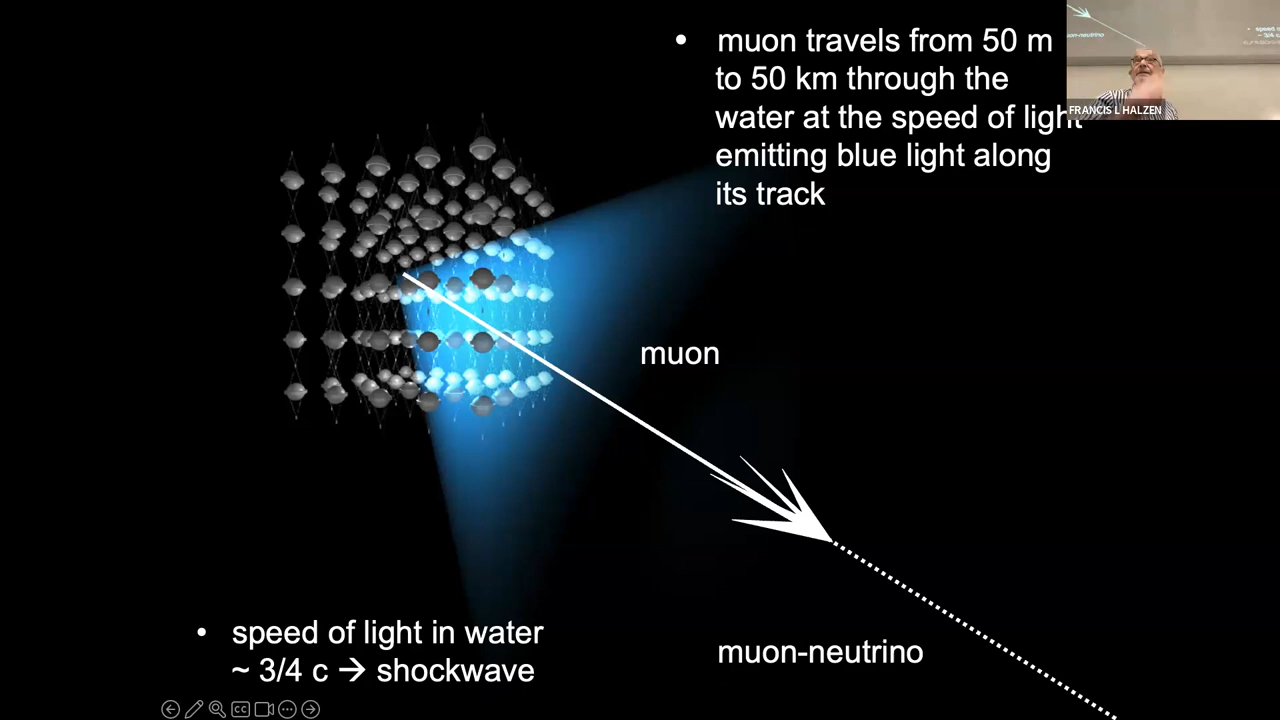 • muon travels from 50 m
to 50 km through the
water at the speed of light
emitting blue light along
its track
FRANCIS L HALZEN
muon
• speed of light in water
~ 3/4 c → shockwave
muon-neutrino